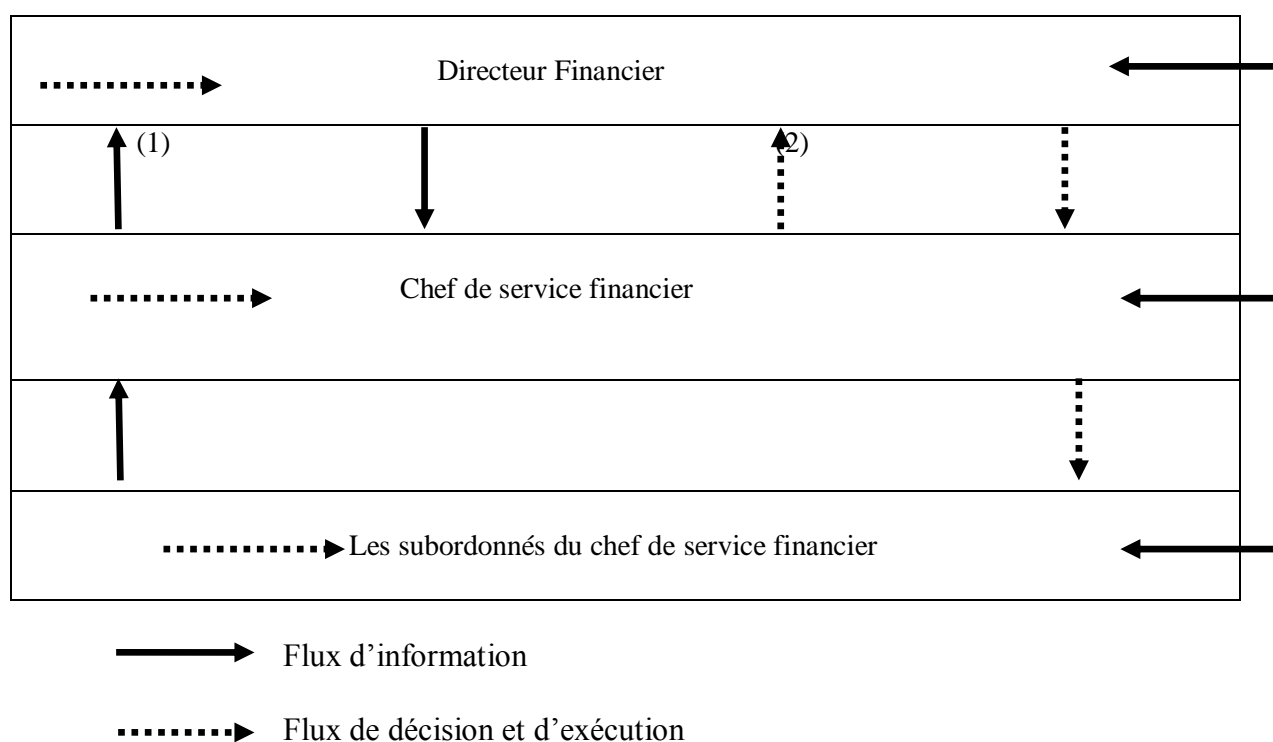 Directeur Financier
(1)
(2)
Chef de service financier
Les subordonnés du chef de service financier
Flux d’information
Flux de décision et d’exécution